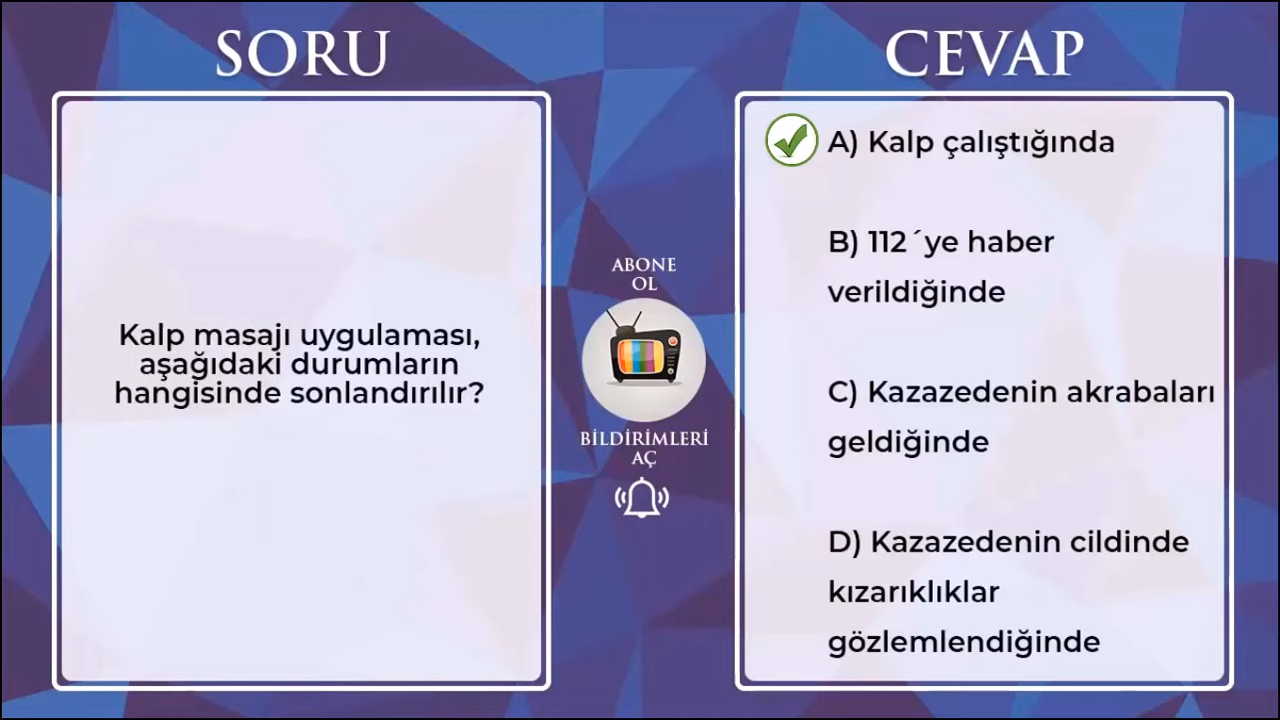 SORU
Kalp masajı uygulaması,
aşağıdaki durumların
hangisinde sonlandırılır?
ABONE
OL
BİLDİRİMLERİ
AÇ
CEVAP
A) Kalp çalıştığında
B) 112´ye haber
verildiğinde
C) Kazazedenin akrabaları
geldiğinde
D) Kazazedenin cildinde
kızarıklıklar
gözlemlendiğinde